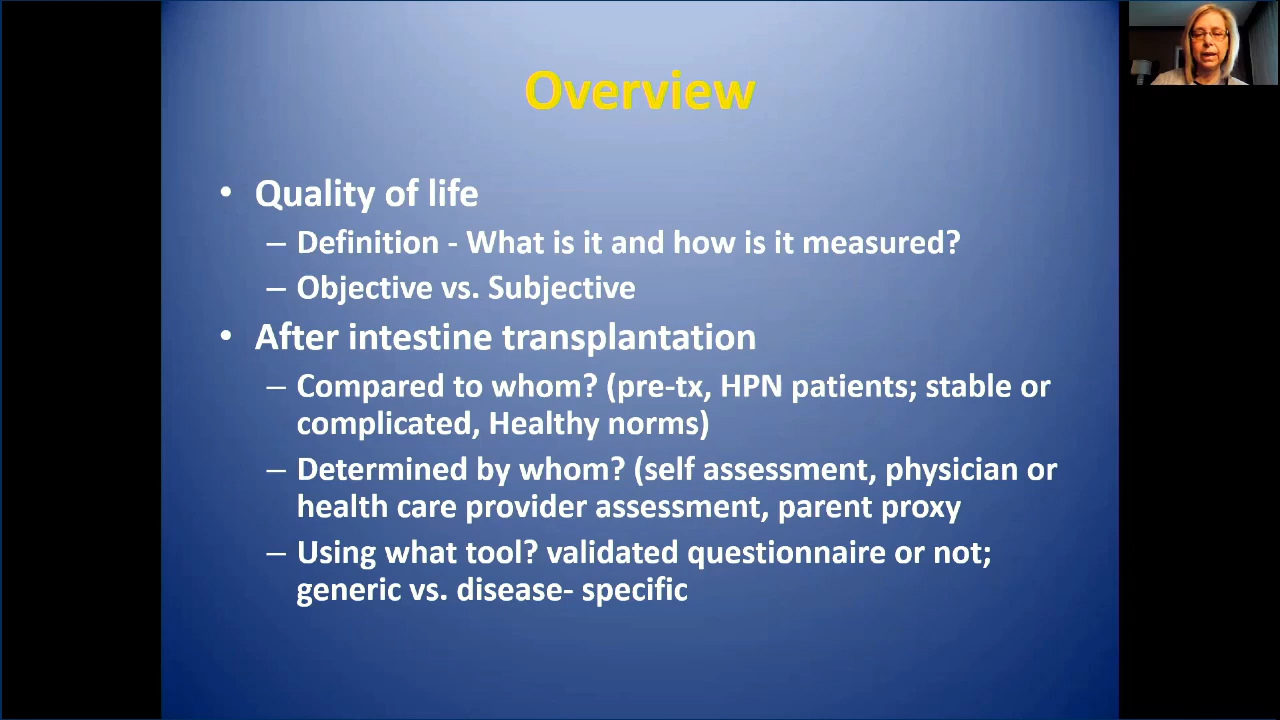 Overview
• Quality of life
– Definition - What is it and how is it measured?
– Objective vs. Subjective
• After intestine transplantation
– Compared to whom? (pre-tx, HPN patients; stable or
complicated, Healthy norms)
– Determined by whom? (self assessment, physician or
health care provider assessment, parent proxy
– Using what tool? validated questionnaire or not;
generic vs. disease- specific